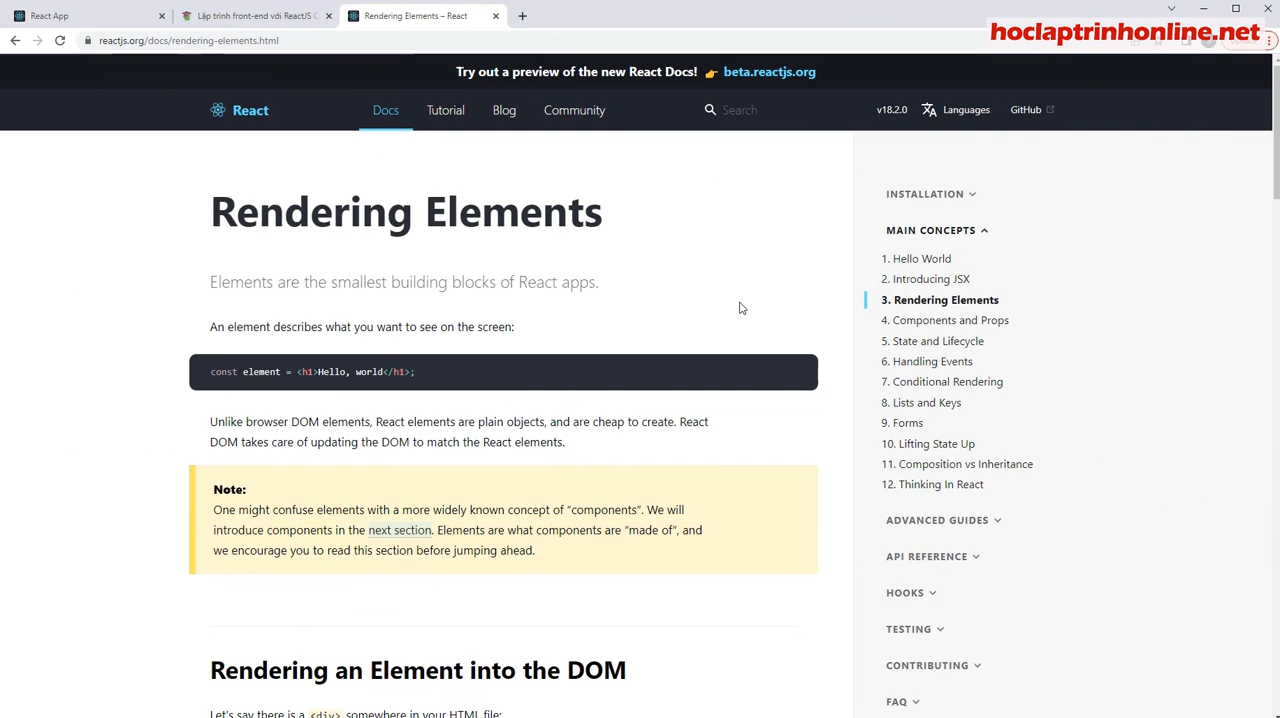 React App
Lập trình front-end với ReactJS C
Rendering Elements – React
reactjs.org/docs/rendering-elements.html
hoclaptrinhonline.net
Try out a preview of the new React Docs! 👉 beta.reactjs.org
React
Docs
Tutorial
Blog
Community
Search
v18.2.0
Languages
GitHub
Rendering Elements
Elements are the smallest building blocks of React apps.
An element describes what you want to see on the screen:
const element = <h1>Hello, world</h1>;
Unlike browser DOM elements, React elements are plain objects, and are cheap to create. React
DOM takes care of updating the DOM to match the React elements.
Note:
One might confuse elements with a more widely known concept of “components”. We will
introduce components in the next section. Elements are what components are “made of”, and
we encourage you to read this section before jumping ahead.
Rendering an Element into the DOM
Let’s say there is a <div> somewhere in your HTML file:
INSTALLATION
MAIN CONCEPTS
1. Hello World
2. Introducing JSX
3. Rendering Elements
4. Components and Props
5. State and Lifecycle
6. Handling Events
7. Conditional Rendering
8. Lists and Keys
9. Forms
10. Lifting State Up
11. Composition vs Inheritance
12. Thinking In React
ADVANCED GUIDES
API REFERENCE
HOOKS
TESTING
CONTRIBUTING
FAQ